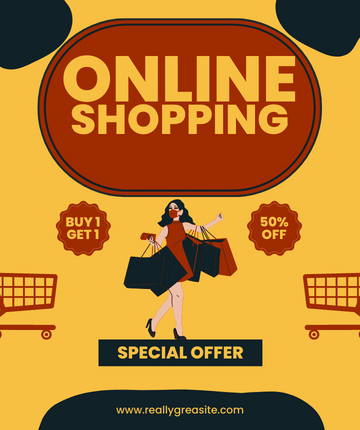 ONLINE
SHOPPING
BUY 1
GET 1
50%
OFF
SPECIAL OFFER
www.reallygreasite.com